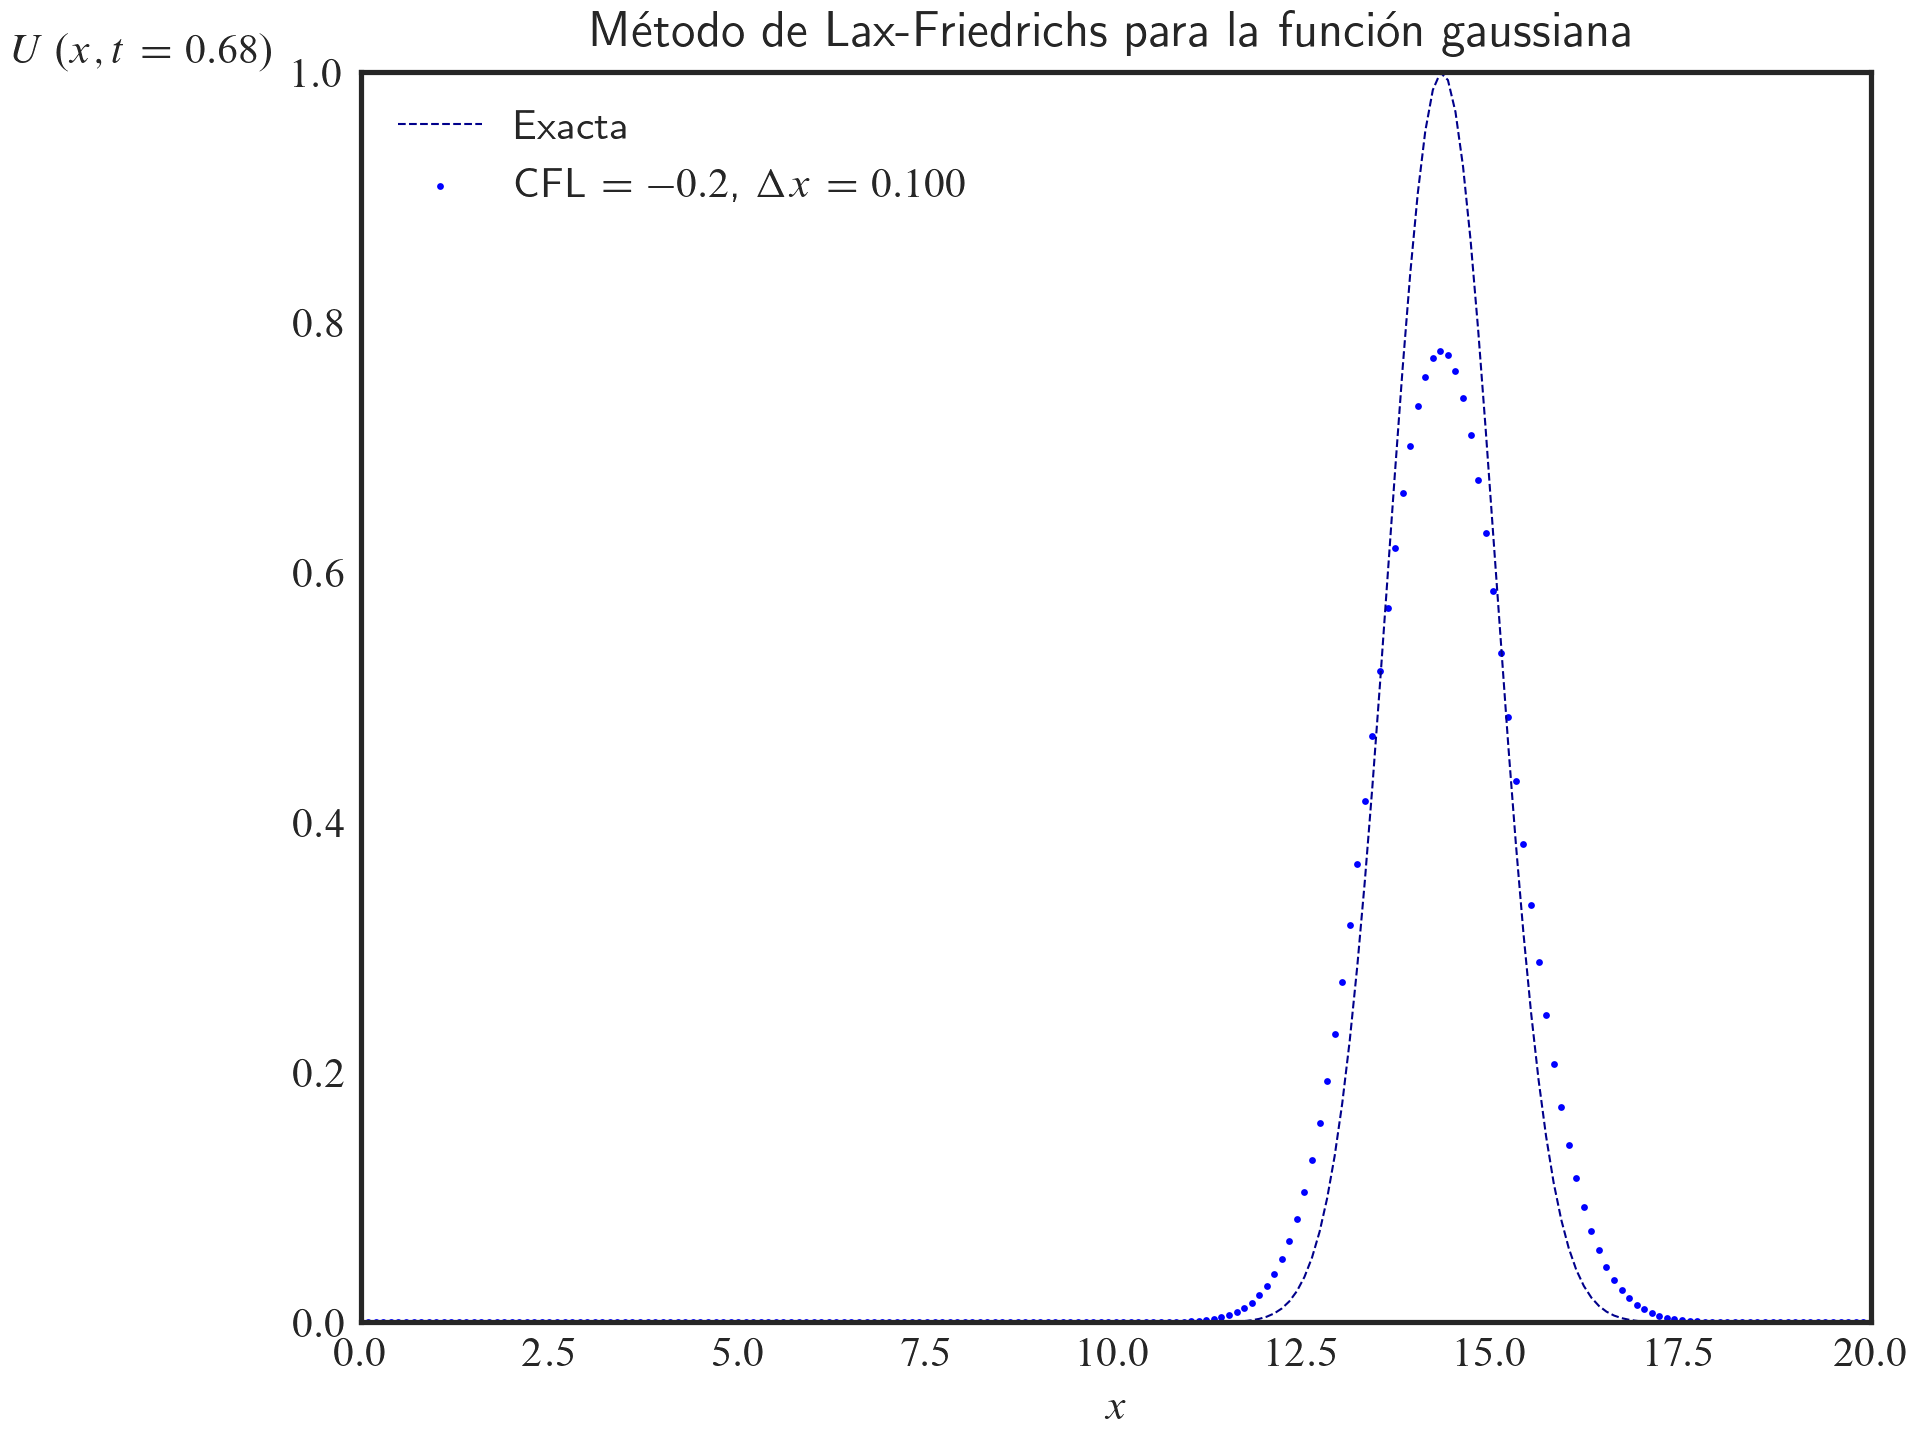 Método de Lax-Friedrichs para la función gaussiana
U (x, t = 0.68)
Exacta
CFL = −0.2, Δx = 0.100
1.0
0.8
0.6
0.4
0.2
0.0
0.0 2.5 5.0 7.5 10.0 12.5 15.0 17.5 20.0
x